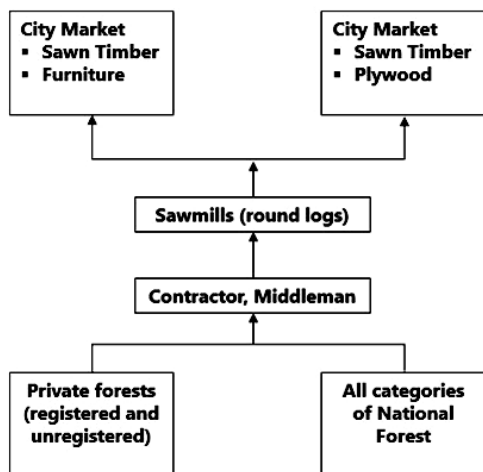 City Market
▪ Sawn Timber
▪ Furniture
City Market
▪ Sawn Timber
▪ Plywood
Sawmills (round logs)
Contractor, Middleman
Private forests
(registered and
unregistered)
All categories
of National
Forest